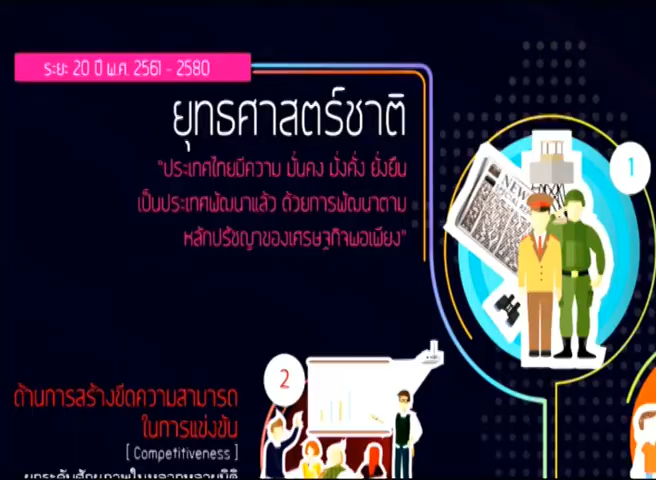 ระยะ 20 ปี พ.ศ. 2561 - 2580
ยุทธศาสตร์ชาติ
"ประเทศไทยมีความ มั่นคง มั่งคั่ง ยั่งยืน
เป็นประเทศพัฒนาแล้ว ด้วยการพัฒนาตาม
หลักปรัชญาของเศรษฐกิจพอเพียง"
1
NEWS
2
ด้านการสร้างขีดความสามารถ
ในการแข่งขัน
[ Competitiveness ]